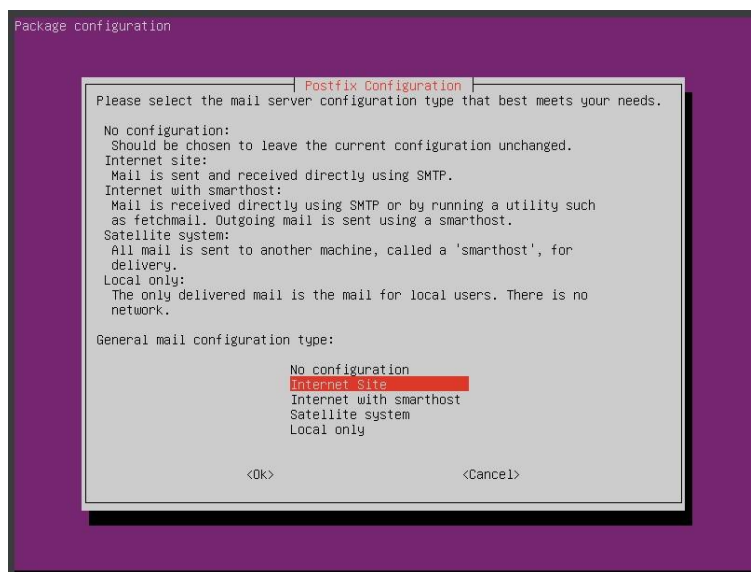 Package configuration
Postfix Configuration
Please select the mail server configuration type that best meets your needs.
No configuration:
Should be chosen to leave the current configuration unchanged.
Internet site:
Mail is sent and received directly using SMTP.
Internet with smarthost:
Mail is received directly using SMTP or by running a utility such
as fetchmail. Outgoing mail is sent using a smarthost.
Satellite system:
All mail is sent to another machine, called a 'smarthost', for
delivery.
Local only:
The only delivered mail is the mail for local users. There is no
network.
General mail configuration type:
No configuration
Internet Site
Internet with smarthost
Satellite system
Local only
<Ok> <Cancel>